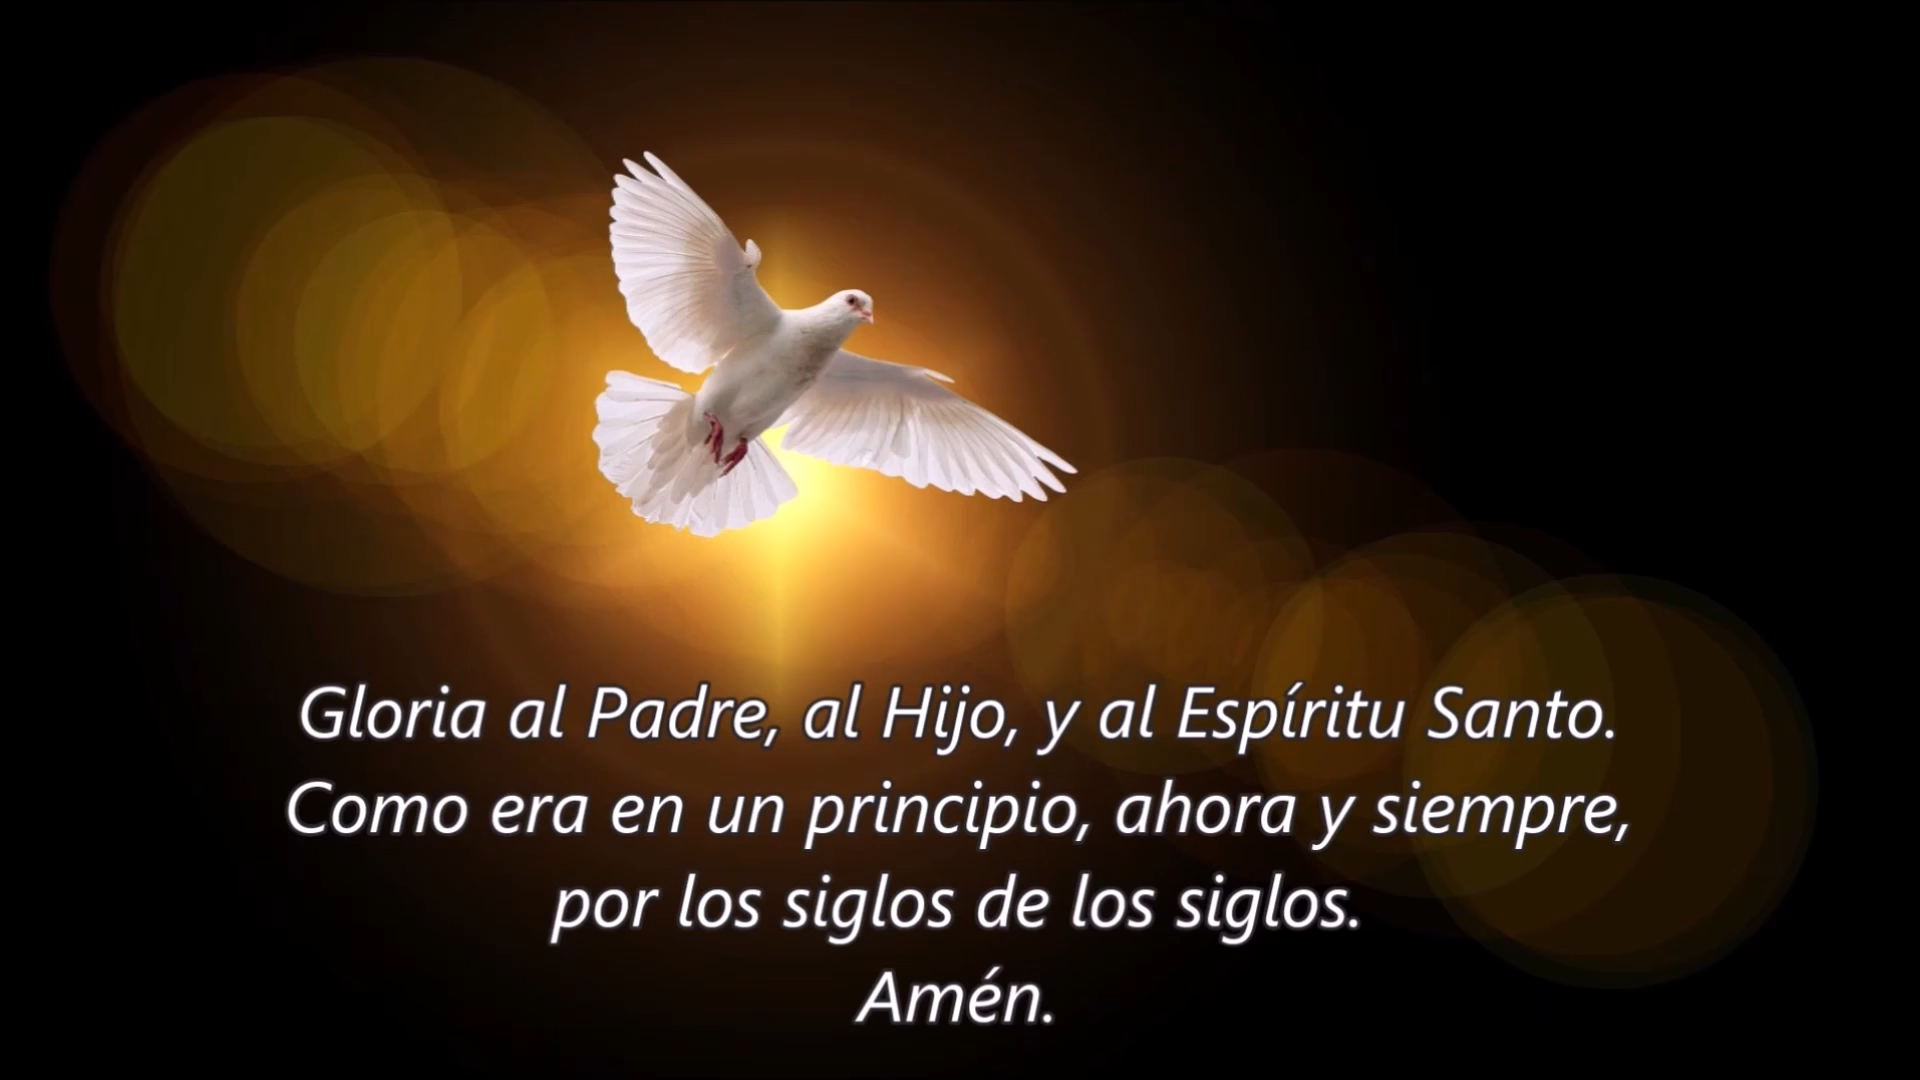 Gloria al Padre, al Hijo, y al Espíritu Santo.
Como era en un principio, ahora y siempre,
por los siglos de los siglos.
Amén.